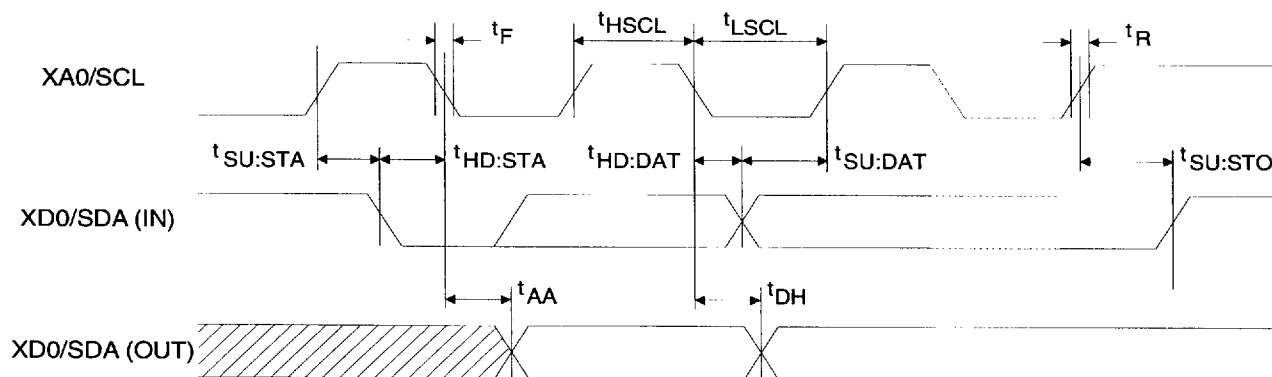 tF
tHSCL
tLSCL
tR
XA0/SCL
tSU:STA
tHD:STA
tHD:DAT
tSU:DAT
tSU:STO
XD0/SDA (IN)
tAA
tDH
XD0/SDA (OUT)